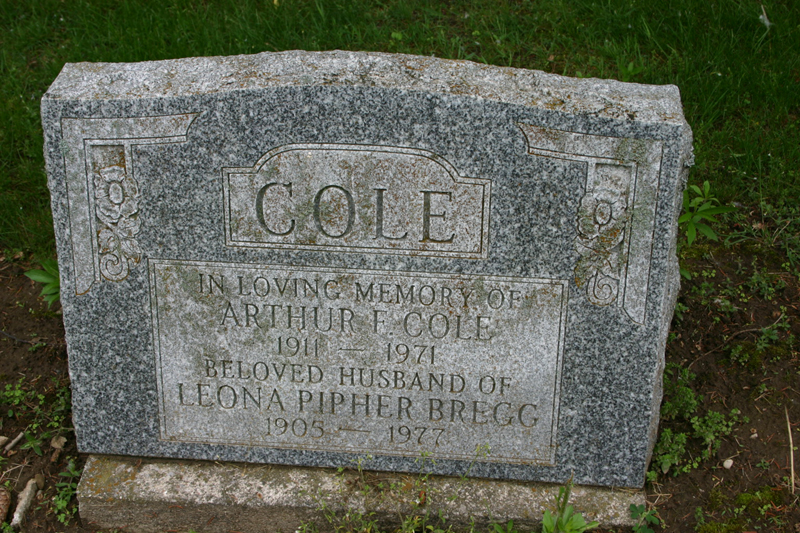 COLE
IN LOVING MEMORY OF
ARTHUR F. COLE
1911 — 1971
BELOVED HUSBAND OF
LEONA PIPHER BREGG
1905 — 1977